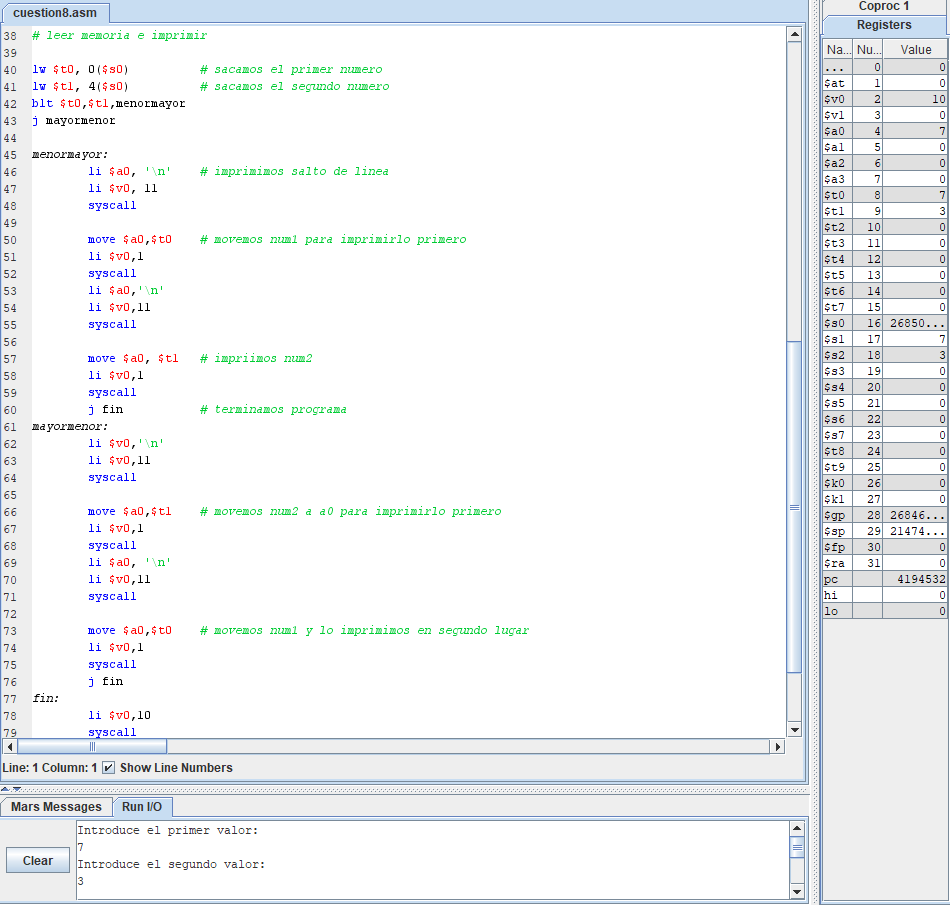 cuestion8.asm
38 # leer memoria e imprimir
39
40 lw $t0, 0($s0) # sacamos el primer numero
41 lw $t1, 4($s0) # sacamos el segundo numero
42 blt $t0,$t1,menormayor
43 j mayormenor
44
45 menormayor:
46 li $a0, '\n' # imprimimos salto de linea
47 li $v0, 11
48 syscall
49
50 move $a0,$t0 # movemos num1 para imprimirlo primero
51 li $v0,1
52 syscall
53 li $a0,'\n'
54 li $v0,11
55 syscall
56
57 move $a0, $t1 # impriimos num2
58 li $v0,1
59 syscall
60 j fin # terminamos programa
61 mayormenor:
62 li $v0,'\n'
63 li $v0,11
64 syscall
65
66 move $a0,$t1 # movemos num2 a a0 para imprimirlo primero
67 li $v0,1
68 syscall
69 li $a0, '\n'
70 li $v0,11
71 syscall
72
73 move $a0,$t0 # movemos num1 y lo imprimimos en segundo lugar
74 li $v0,1
75 syscall
76 j fin
77 fin:
78 li $v0,10
79 syscall
Line: 1 Column: 1 Show Line Numbers
Mars Messages Run I/O
Clear
Introduce el primer valor:
7
Introduce el segundo valor:
3
Coproc 1
Registers
Na... Nu... Value
... 0 0
$at 1 0
$v0 2 10
$v1 3 0
$a0 4 7
$a1 5 0
$a2 6 0
$a3 7 0
$t0 8 7
$t1 9 3
$t2 10 0
$t3 11 0
$t4 12 0
$t5 13 0
$t6 14 0
$t7 15 0
$s0 16 26850...
$s1 17 7
$s2 18 3
$s3 19 0
$s4 20 0
$s5 21 0
$s6 22 0
$s7 23 0
$t8 24 0
$t9 25 0
$k0 26 0
$k1 27 0
$gp 28 26846...
$sp 29 21474...
$fp 30 0
$ra 31 0
pc 4194532
hi 0
lo 0